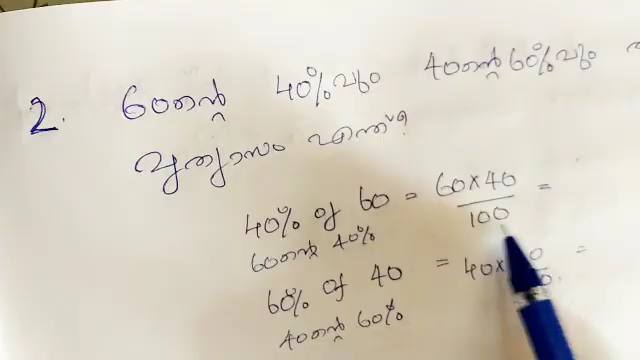 2. 60ന്റെ 40%വും 40ന്റെ 60%വും
വ്യത്യാസം എന്ത്?
40% of 60 = 60×40/100 =
60ന്റെ 40%
60% of 40 = 40× =
40ന്റെ 60%